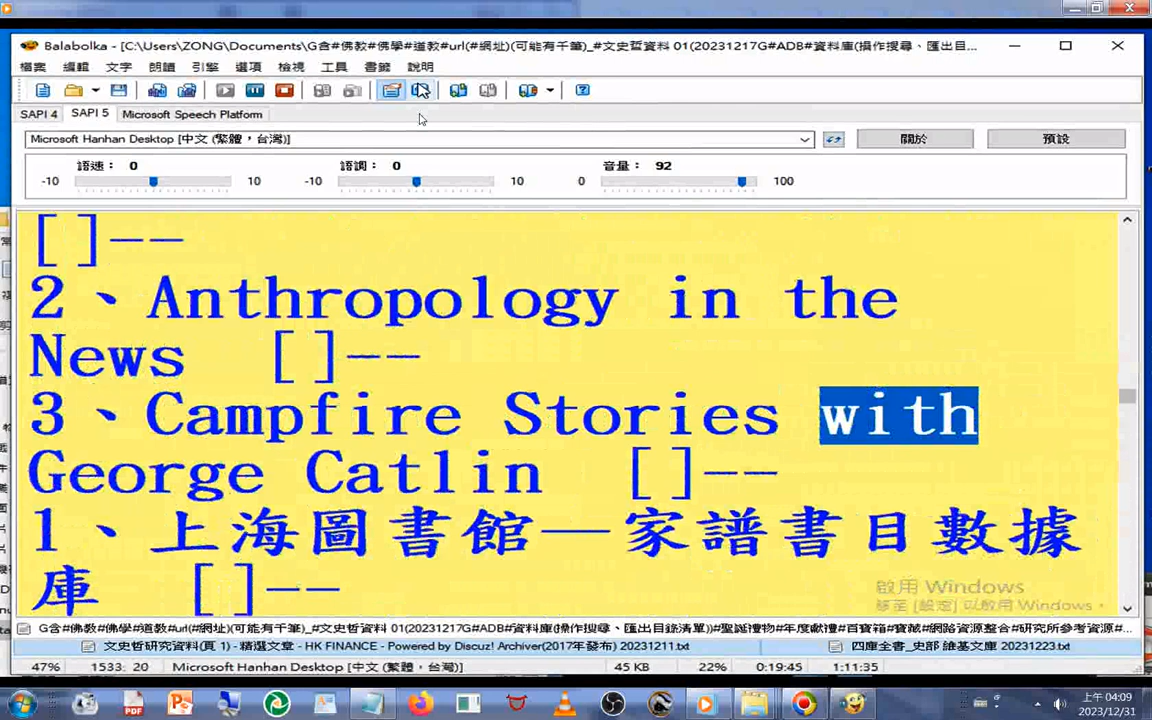 Balabolka - [C:\Users\ZONG\Documents\G含#佛教#佛學#道教#url(#網址)(可能有千筆)_#文史哲資料 01(20231217G#ADB#資料庫(操作搜尋、匯出目...
檔案 編輯 文字 朗讀 引擎 選項 檢視 工具 書籤 說明
SAPI 4 SAPI 5 Microsoft Speech Platform
Microsoft Hanhan Desktop [中文 (繁體，台灣)] 關於 預設
語速： 0 語調： 0 音量： 92
-10 10 -10 10 0 100
[]--
2、Anthropology in the
News []--
3、Campfire Stories with
George Catlin []--
1、上海圖書館—家譜書目數據
庫 []--
啟用 Windows
移至 [設定] 以啟用 Windows。
G含#佛教#佛學#道教#url(#網址)(可能有千筆)_#文史哲資料 01(20231217G#ADB#資料庫(操作搜尋、匯出目錄清單))#聖誕禮物#年度獻禮#百寶箱#寶藏#網路資源整合#研究所參考資源#...
文史哲研究資料(頁 1) - 精選文章 - HK FINANCE - Powered by Discuz! Archiver(2017年發布) 20231211.txt 四庫全書_史部 維基文庫 20231223.txt
47% 1533: 20 Microsoft Hanhan Desktop [中文 (繁體，台灣)] 45 KB 22% 0:19:45 1:11:35
PDF
上午 04:09
2023/12/31